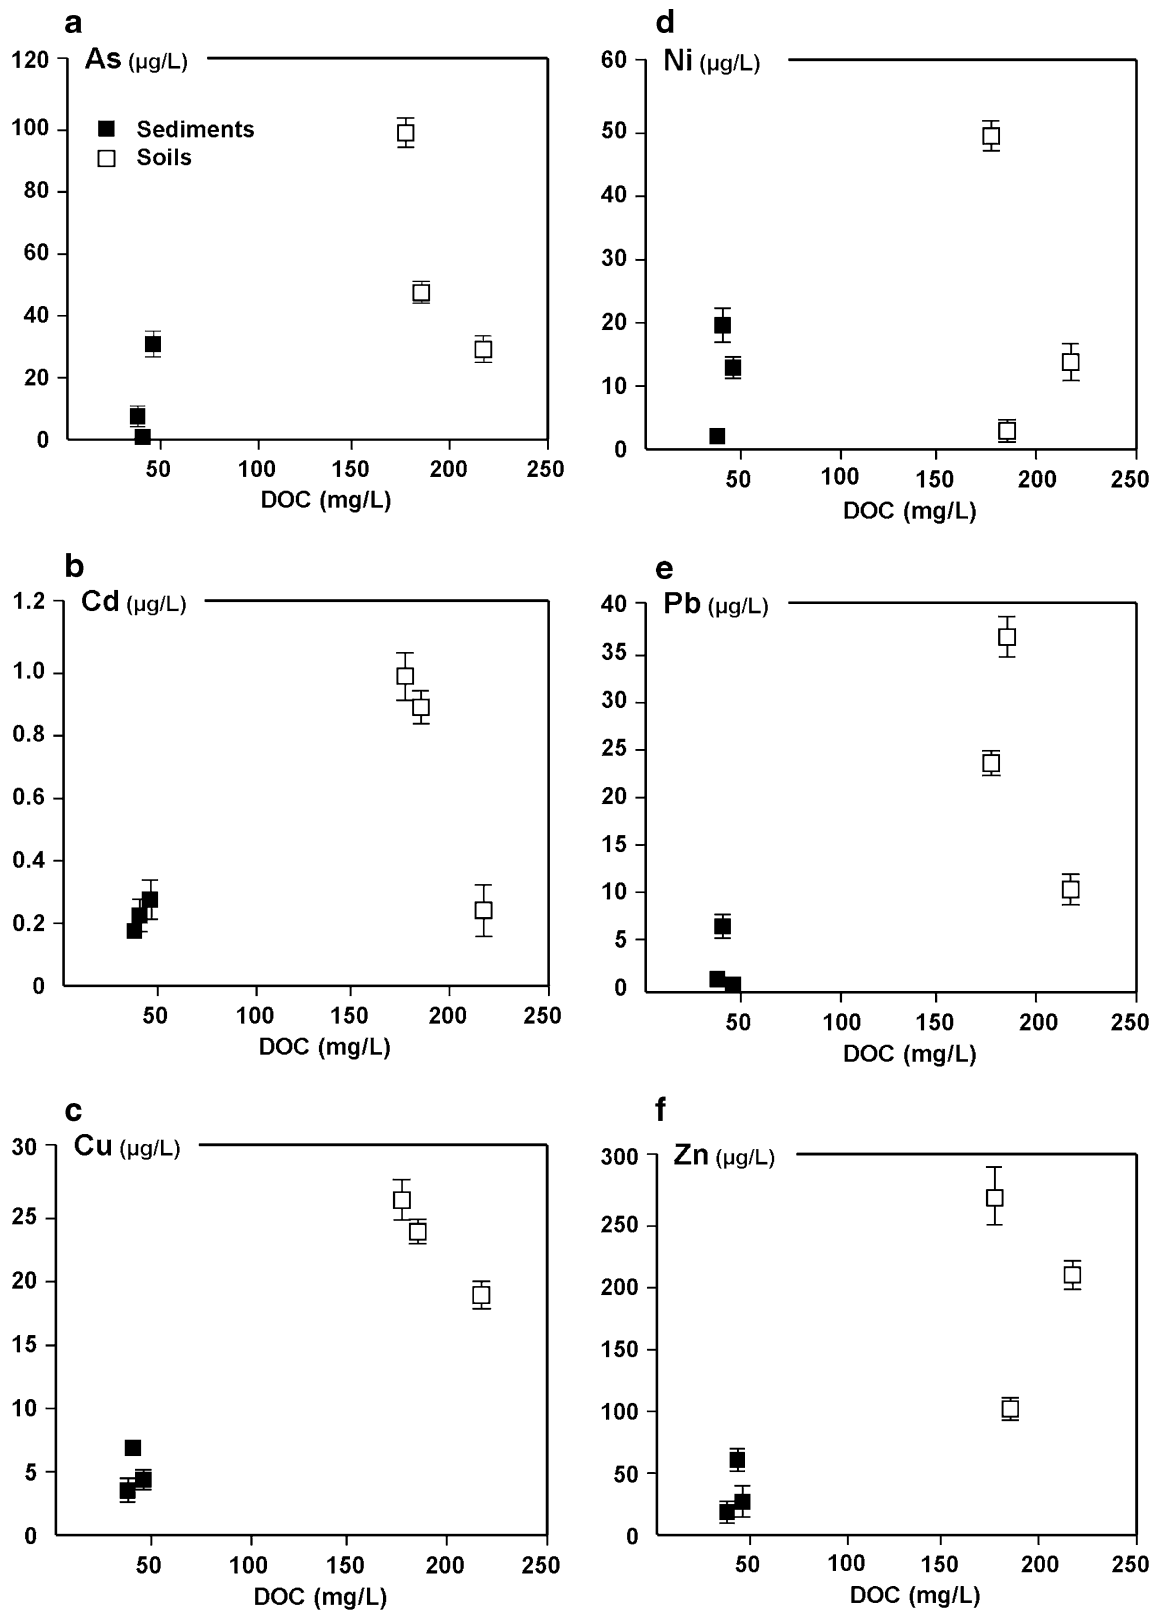 a
As (µg/L)
120
100
80
60
40
20
0
Sediments
Soils
50 100 150 200 250
DOC (mg/L)
d
Ni (µg/L)
60
50
40
30
20
10
0
50 100 150 200 250
DOC (mg/L)
b
Cd (µg/L)
1.2
1.0
0.8
0.6
0.4
0.2
0
50 100 150 200 250
DOC (mg/L)
e
Pb (µg/L)
40
35
30
25
20
15
10
5
0
50 100 150 200 250
DOC (mg/L)
c
Cu (µg/L)
30
25
20
15
10
5
0
50 100 150 200 250
DOC (mg/L)
f
Zn (µg/L)
300
250
200
150
100
50
0
50 100 150 200 250
DOC (mg/L)